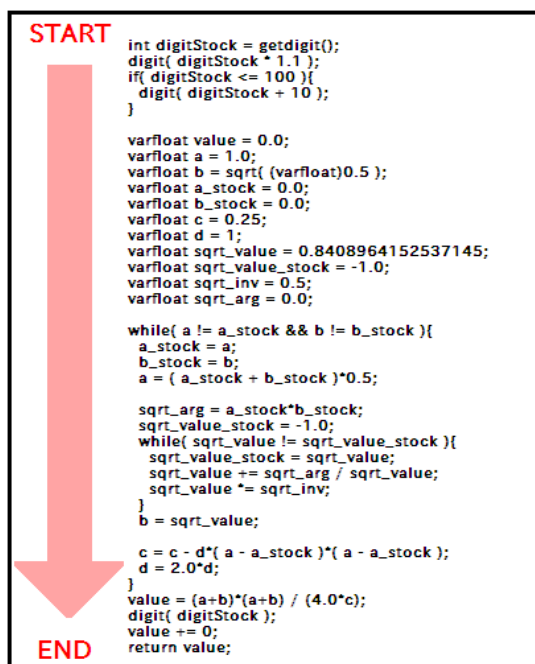 START
int digitStock = getdigit();
digit( digitStock * 1.1 );
if( digitStock <= 100 ){
digit( digitStock + 10 );
}
varfloat value = 0.0;
varfloat a = 1.0;
varfloat b = sqrt( (varfloat)0.5 );
varfloat a_stock = 0.0;
varfloat b_stock = 0.0;
varfloat c = 0.25;
varfloat d = 1;
varfloat sqrt_value = 0.8408964152537145;
varfloat sqrt_value_stock = -1.0;
varfloat sqrt_inv = 0.5;
varfloat sqrt_arg = 0.0;
while( a != a_stock && b != b_stock ){
a_stock = a;
b_stock = b;
a = ( a_stock + b_stock )*0.5;
sqrt_arg = a_stock*b_stock;
sqrt_value_stock = -1.0;
while( sqrt_value != sqrt_value_stock ){
sqrt_value_stock = sqrt_value;
sqrt_value += sqrt_arg / sqrt_value;
sqrt_value *= sqrt_inv;
}
b = sqrt_value;
c = c - d*( a - a_stock )*( a - a_stock );
d = 2.0*d;
}
value = (a+b)*(a+b) / (4.0*c);
digit( digitStock );
value += 0;
return value;
END